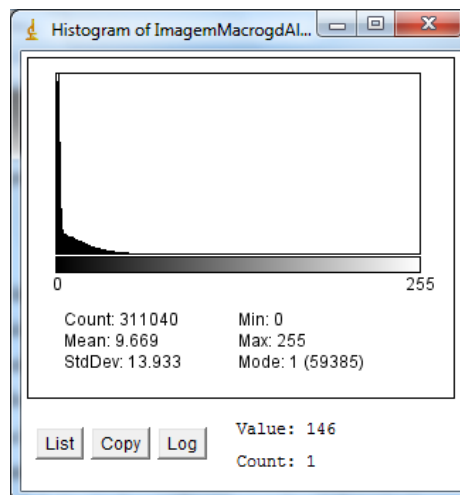 Histogram of ImagemMacrogdAl...
0 255
Count: 311040 Min: 0
Mean: 9.669 Max: 255
StdDev: 13.933 Mode: 1 (59385)
List Copy Log Value: 146
Count: 1